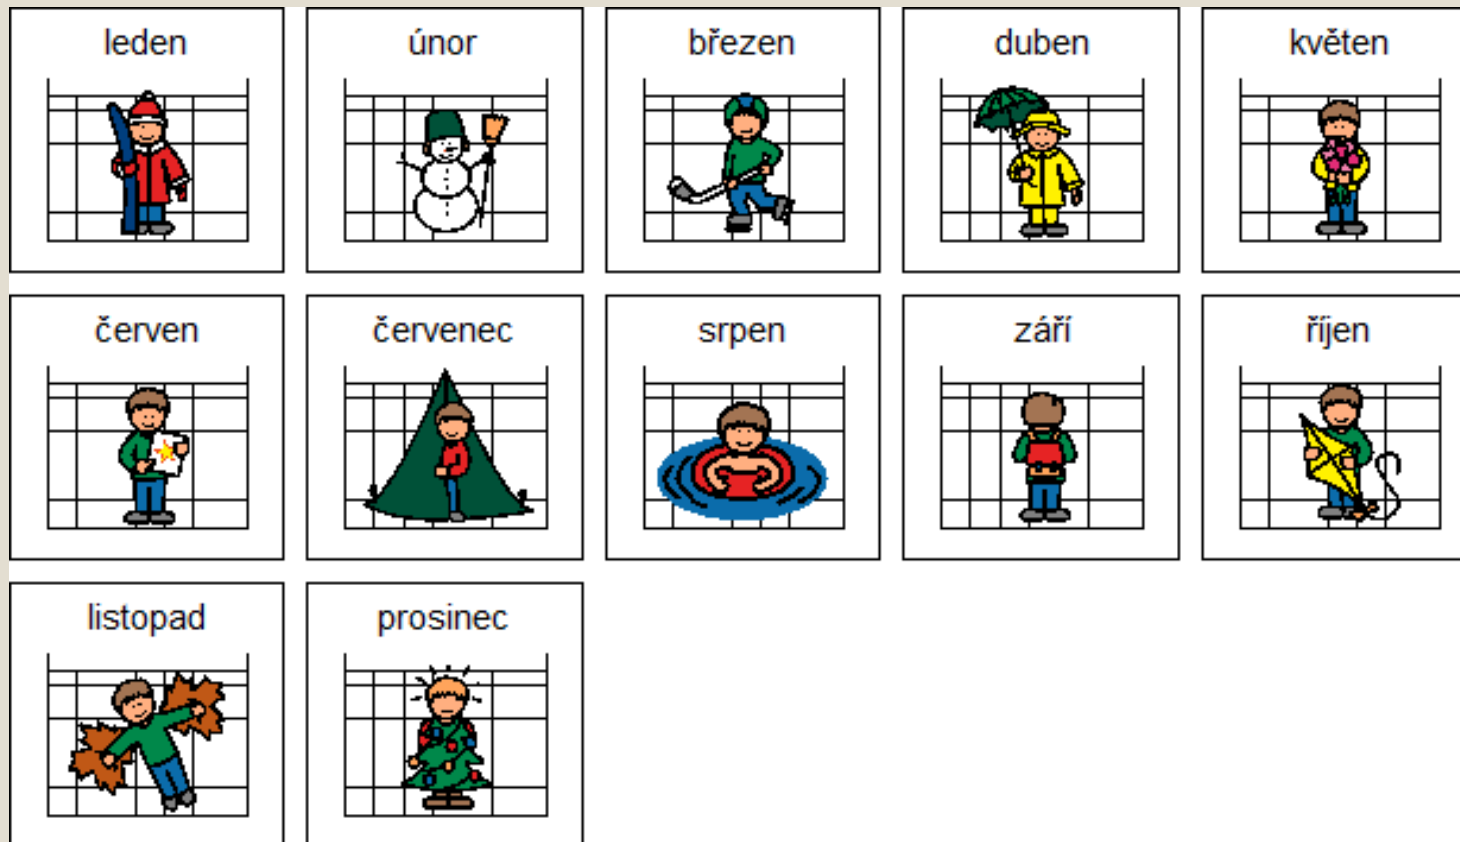 leden
únor
březen
duben
květen
červen
červenec
srpen
září
říjen
listopad
prosinec